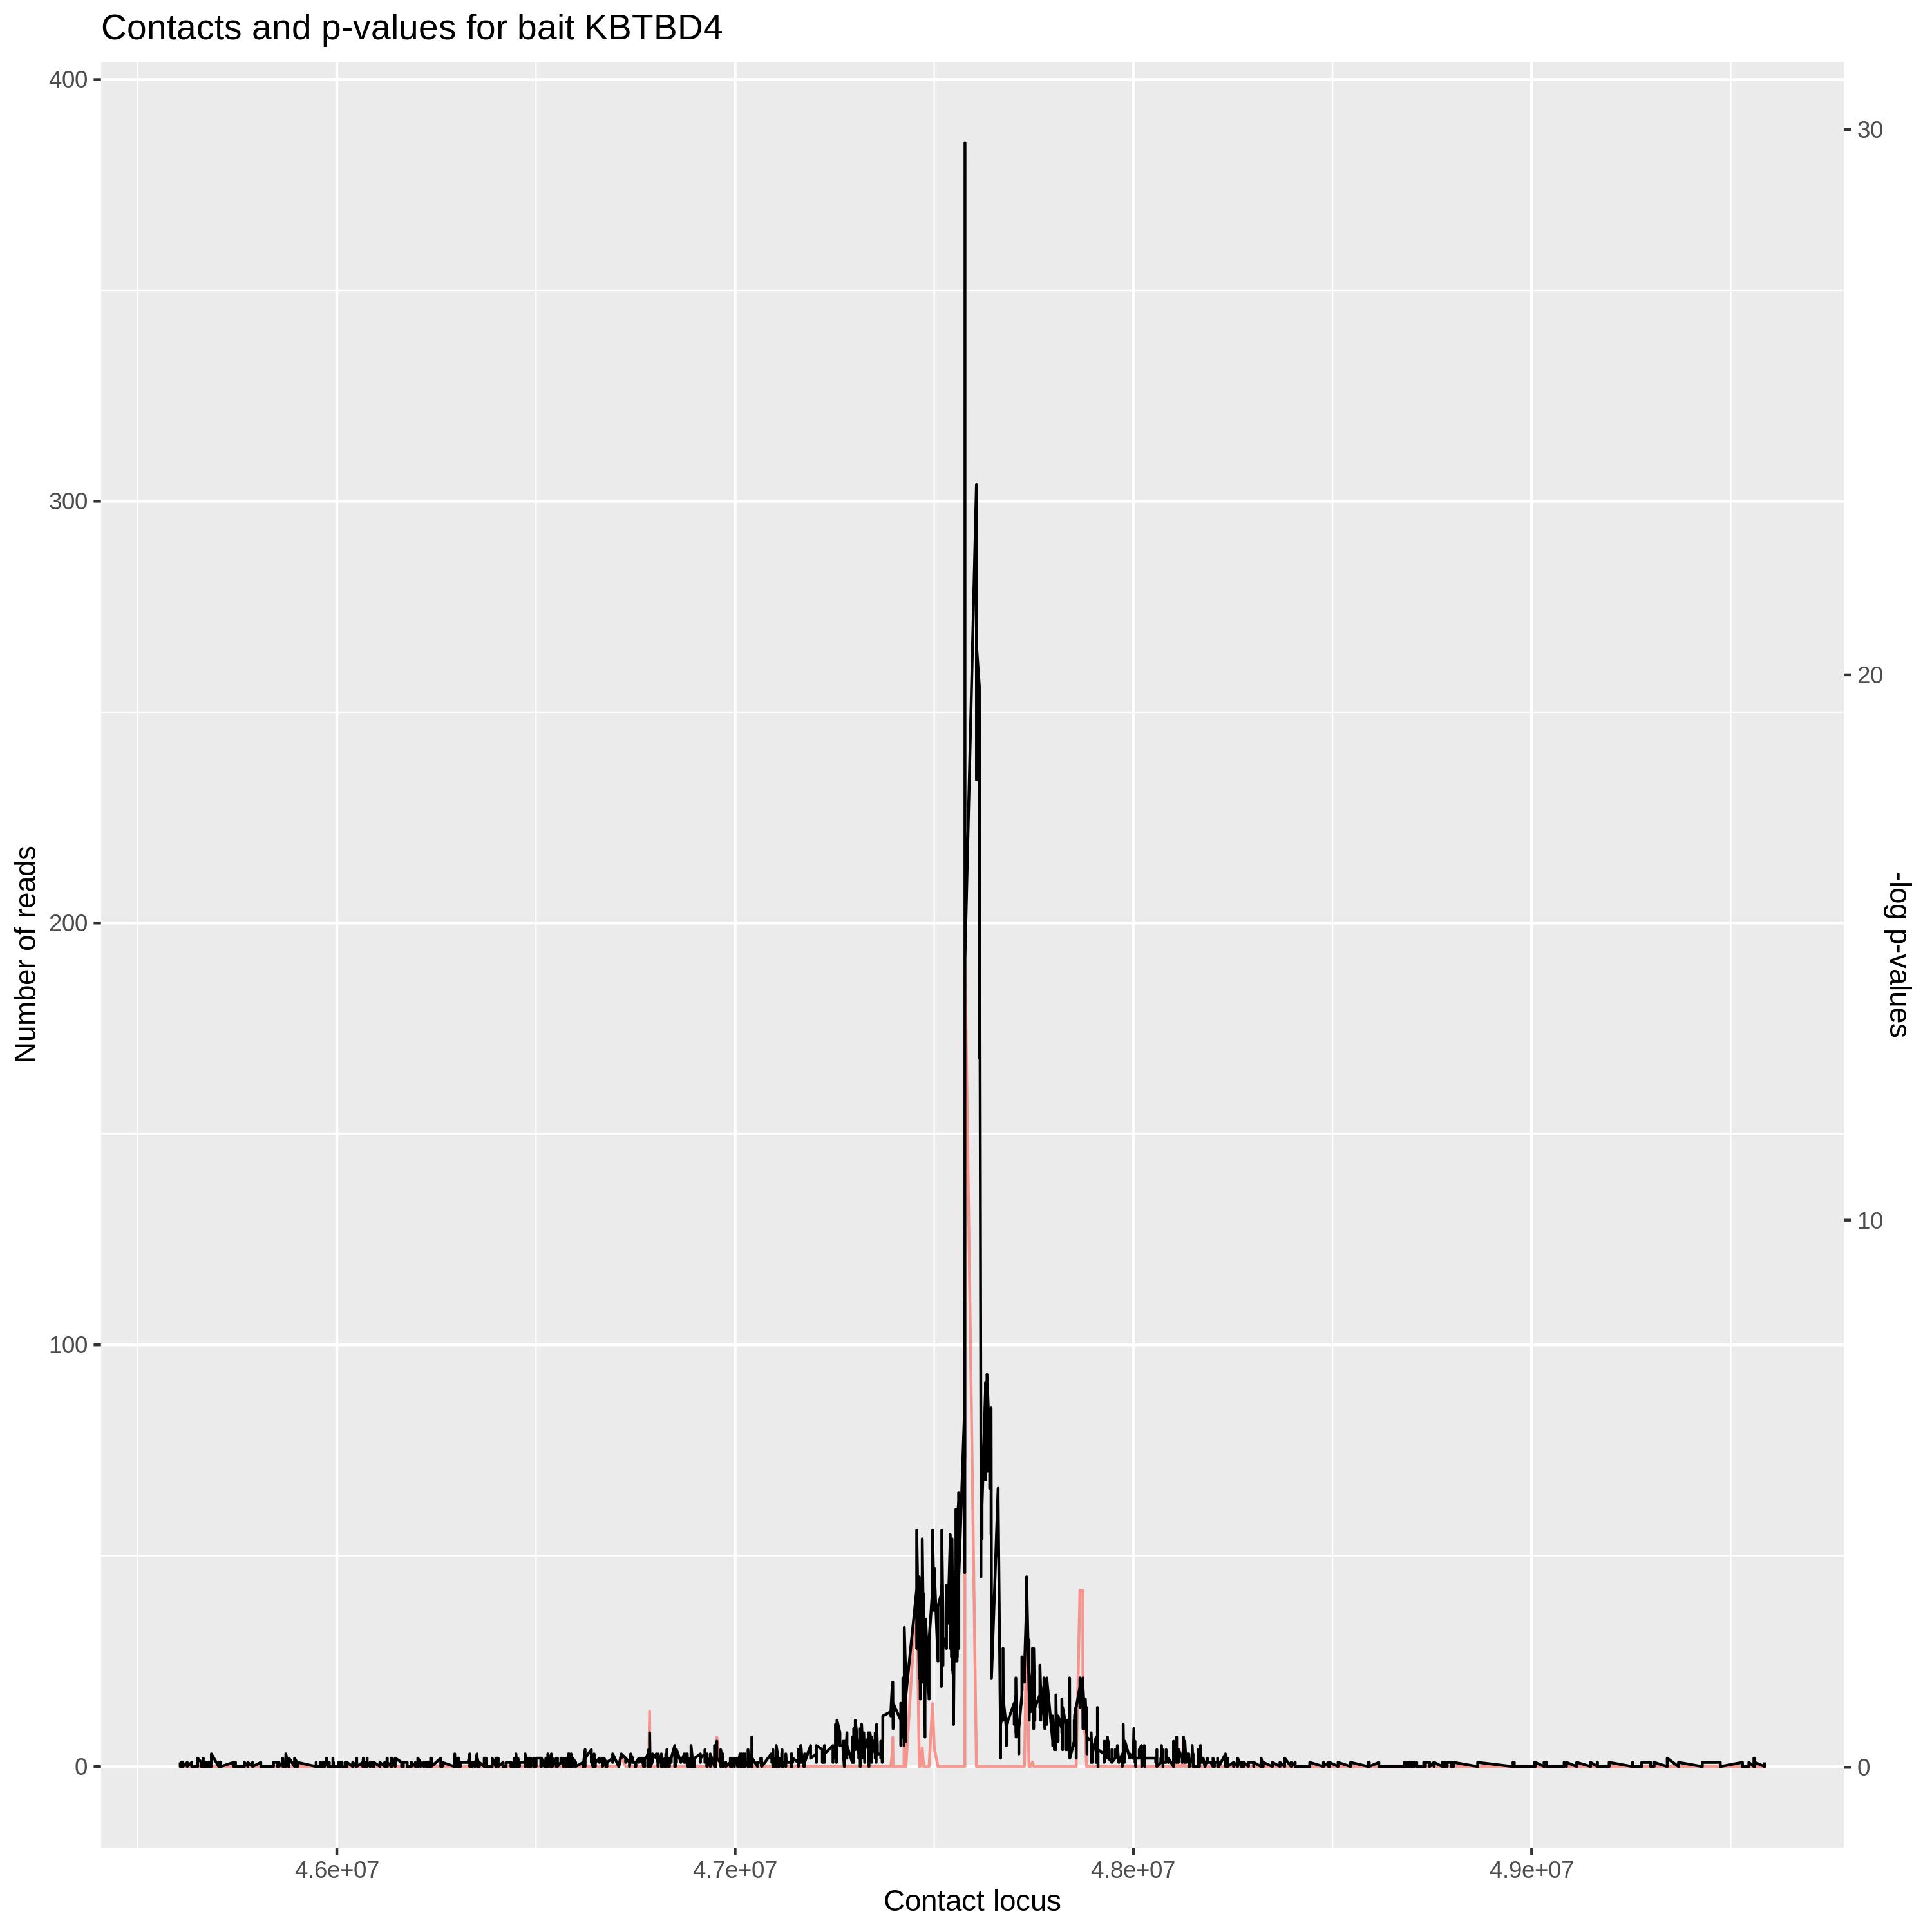 Contacts and p-values for bait KBTBD4
400
300
200
100
0
Number of reads
30
20
10
0
-log p-values
4.6e+07
4.7e+07
4.8e+07
4.9e+07
Contact locus